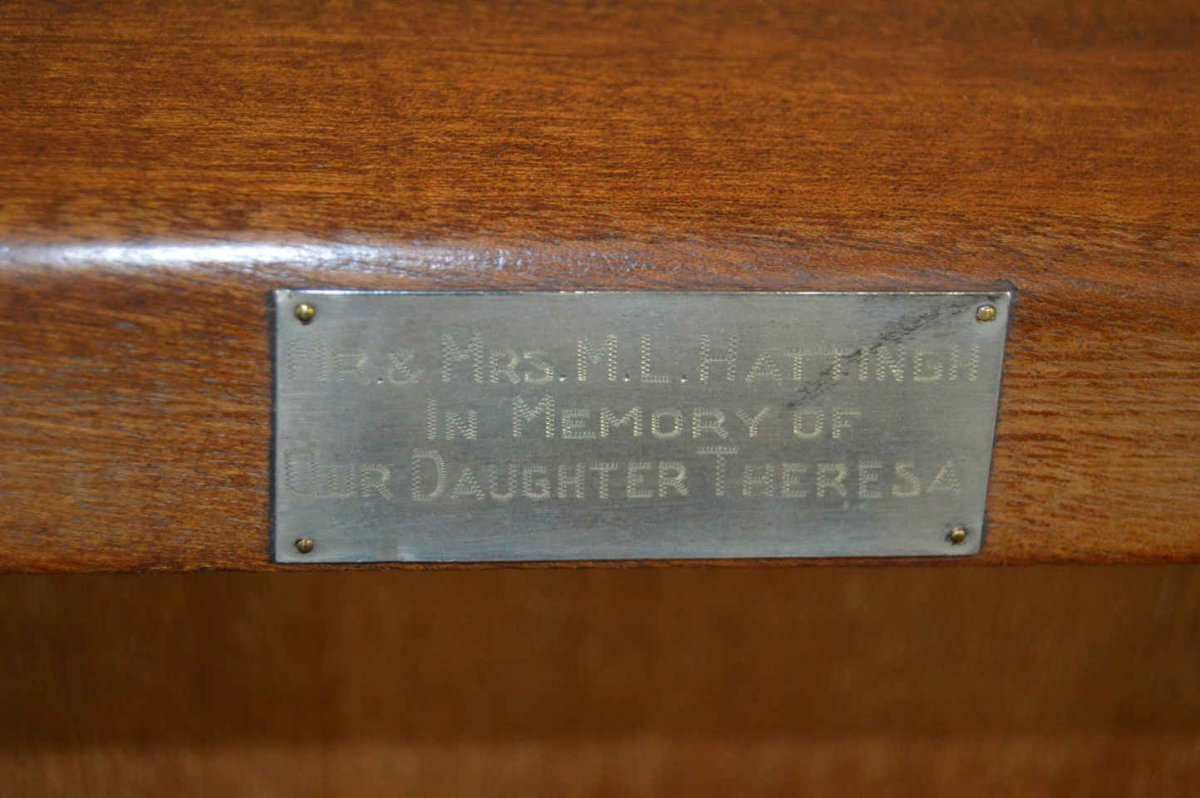 Mr. & Mrs. M. L. Hattingh
In Memory of
Our Daughter Theresa